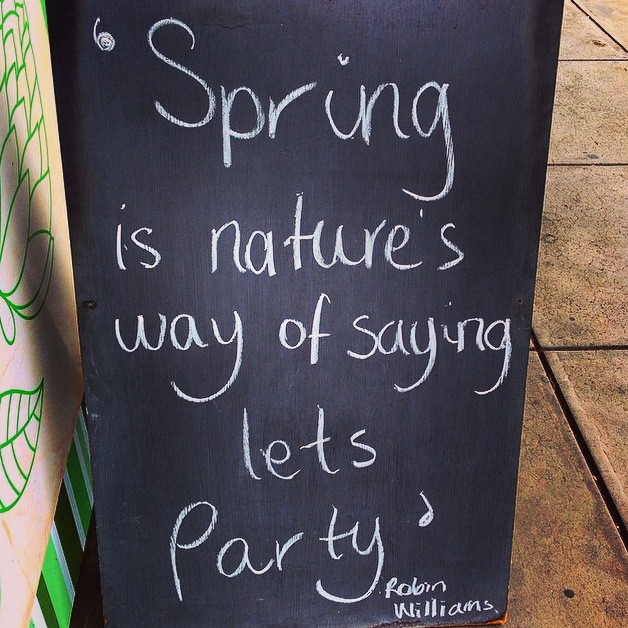 'Spring
is nature's
way of saying
lets
Party'
Robin
Williams